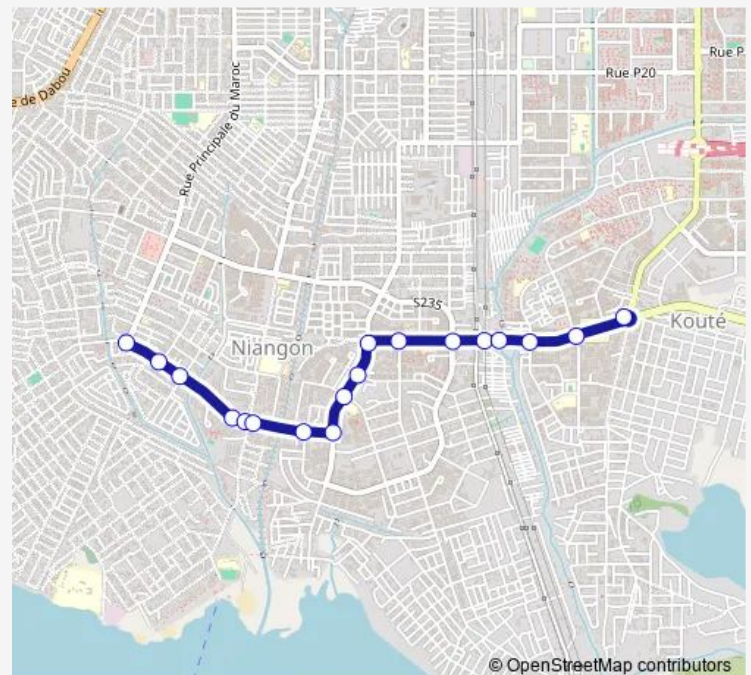 Rue P
Rue P20
e de Dabou
Rue Principale du Maroc
S235
Kouté
Niangon
© OpenStreetMap contributors